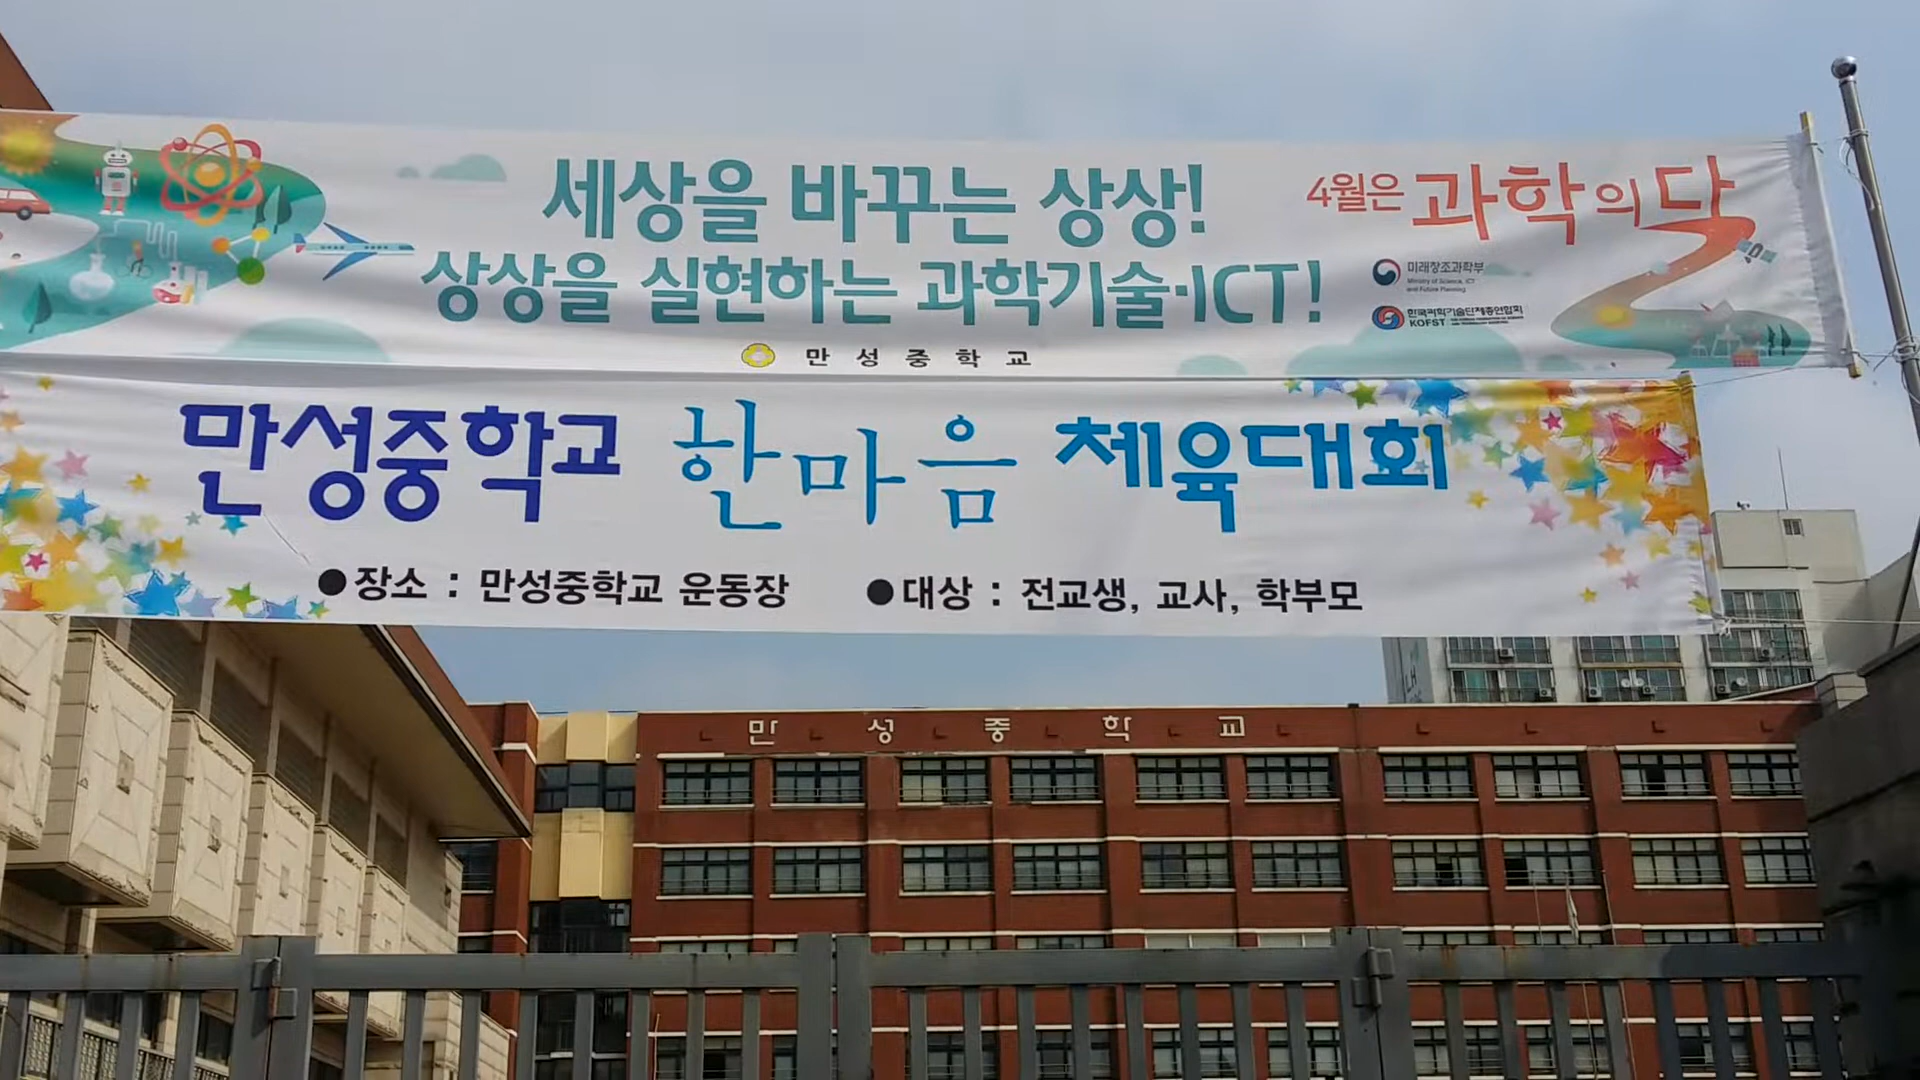 세상을 바꾸는 상상!
상상을 실현하는 과학기술·ICT!
4월은 과학의 달
미래창조과학부
Ministry of Science, ICT
and Future Planning
한국과학기술단체총연합회
KOFST
만성중학교
만성중학교 한마음 체육대회
●장소 : 만성중학교 운동장 ●대상 : 전교생, 교사, 학부모
만성중학교